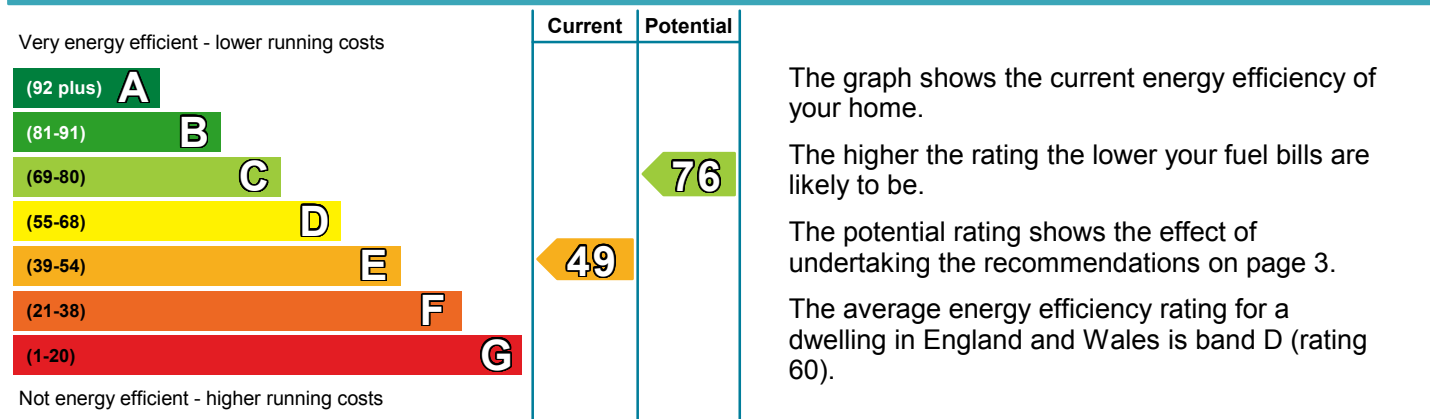 Current Potential
Very energy efficient - lower running costs
(92 plus) A
(81-91) B
(69-80) C
76
(55-68) D
(39-54) E
49
(21-38) F
(1-20) G
Not energy efficient - higher running costs
The graph shows the current energy efficiency of
your home.
The higher the rating the lower your fuel bills are
likely to be.
The potential rating shows the effect of
undertaking the recommendations on page 3.
The average energy efficiency rating for a
dwelling in England and Wales is band D (rating
60).